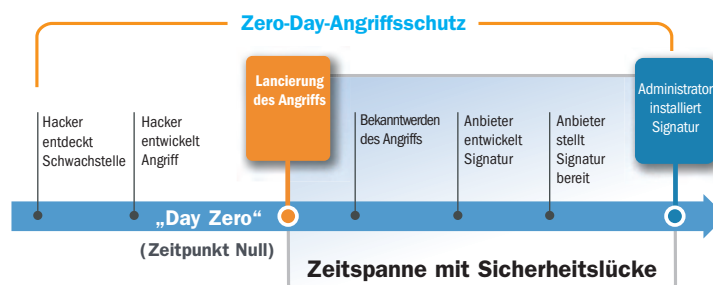 Zero-Day-Angriffsschutz
Lancierung
des Angriffs
Administrator
installiert
Signatur
Hacker
entdeckt
Schwachstelle
Hacker
entwickelt
Angriff
Bekanntwerden
des Angriffs
Anbieter
entwickelt
Signatur
Anbieter
stellt
Signatur
bereit
„Day Zero“
(Zeitpunkt Null)
Zeitspanne mit Sicherheitslücke